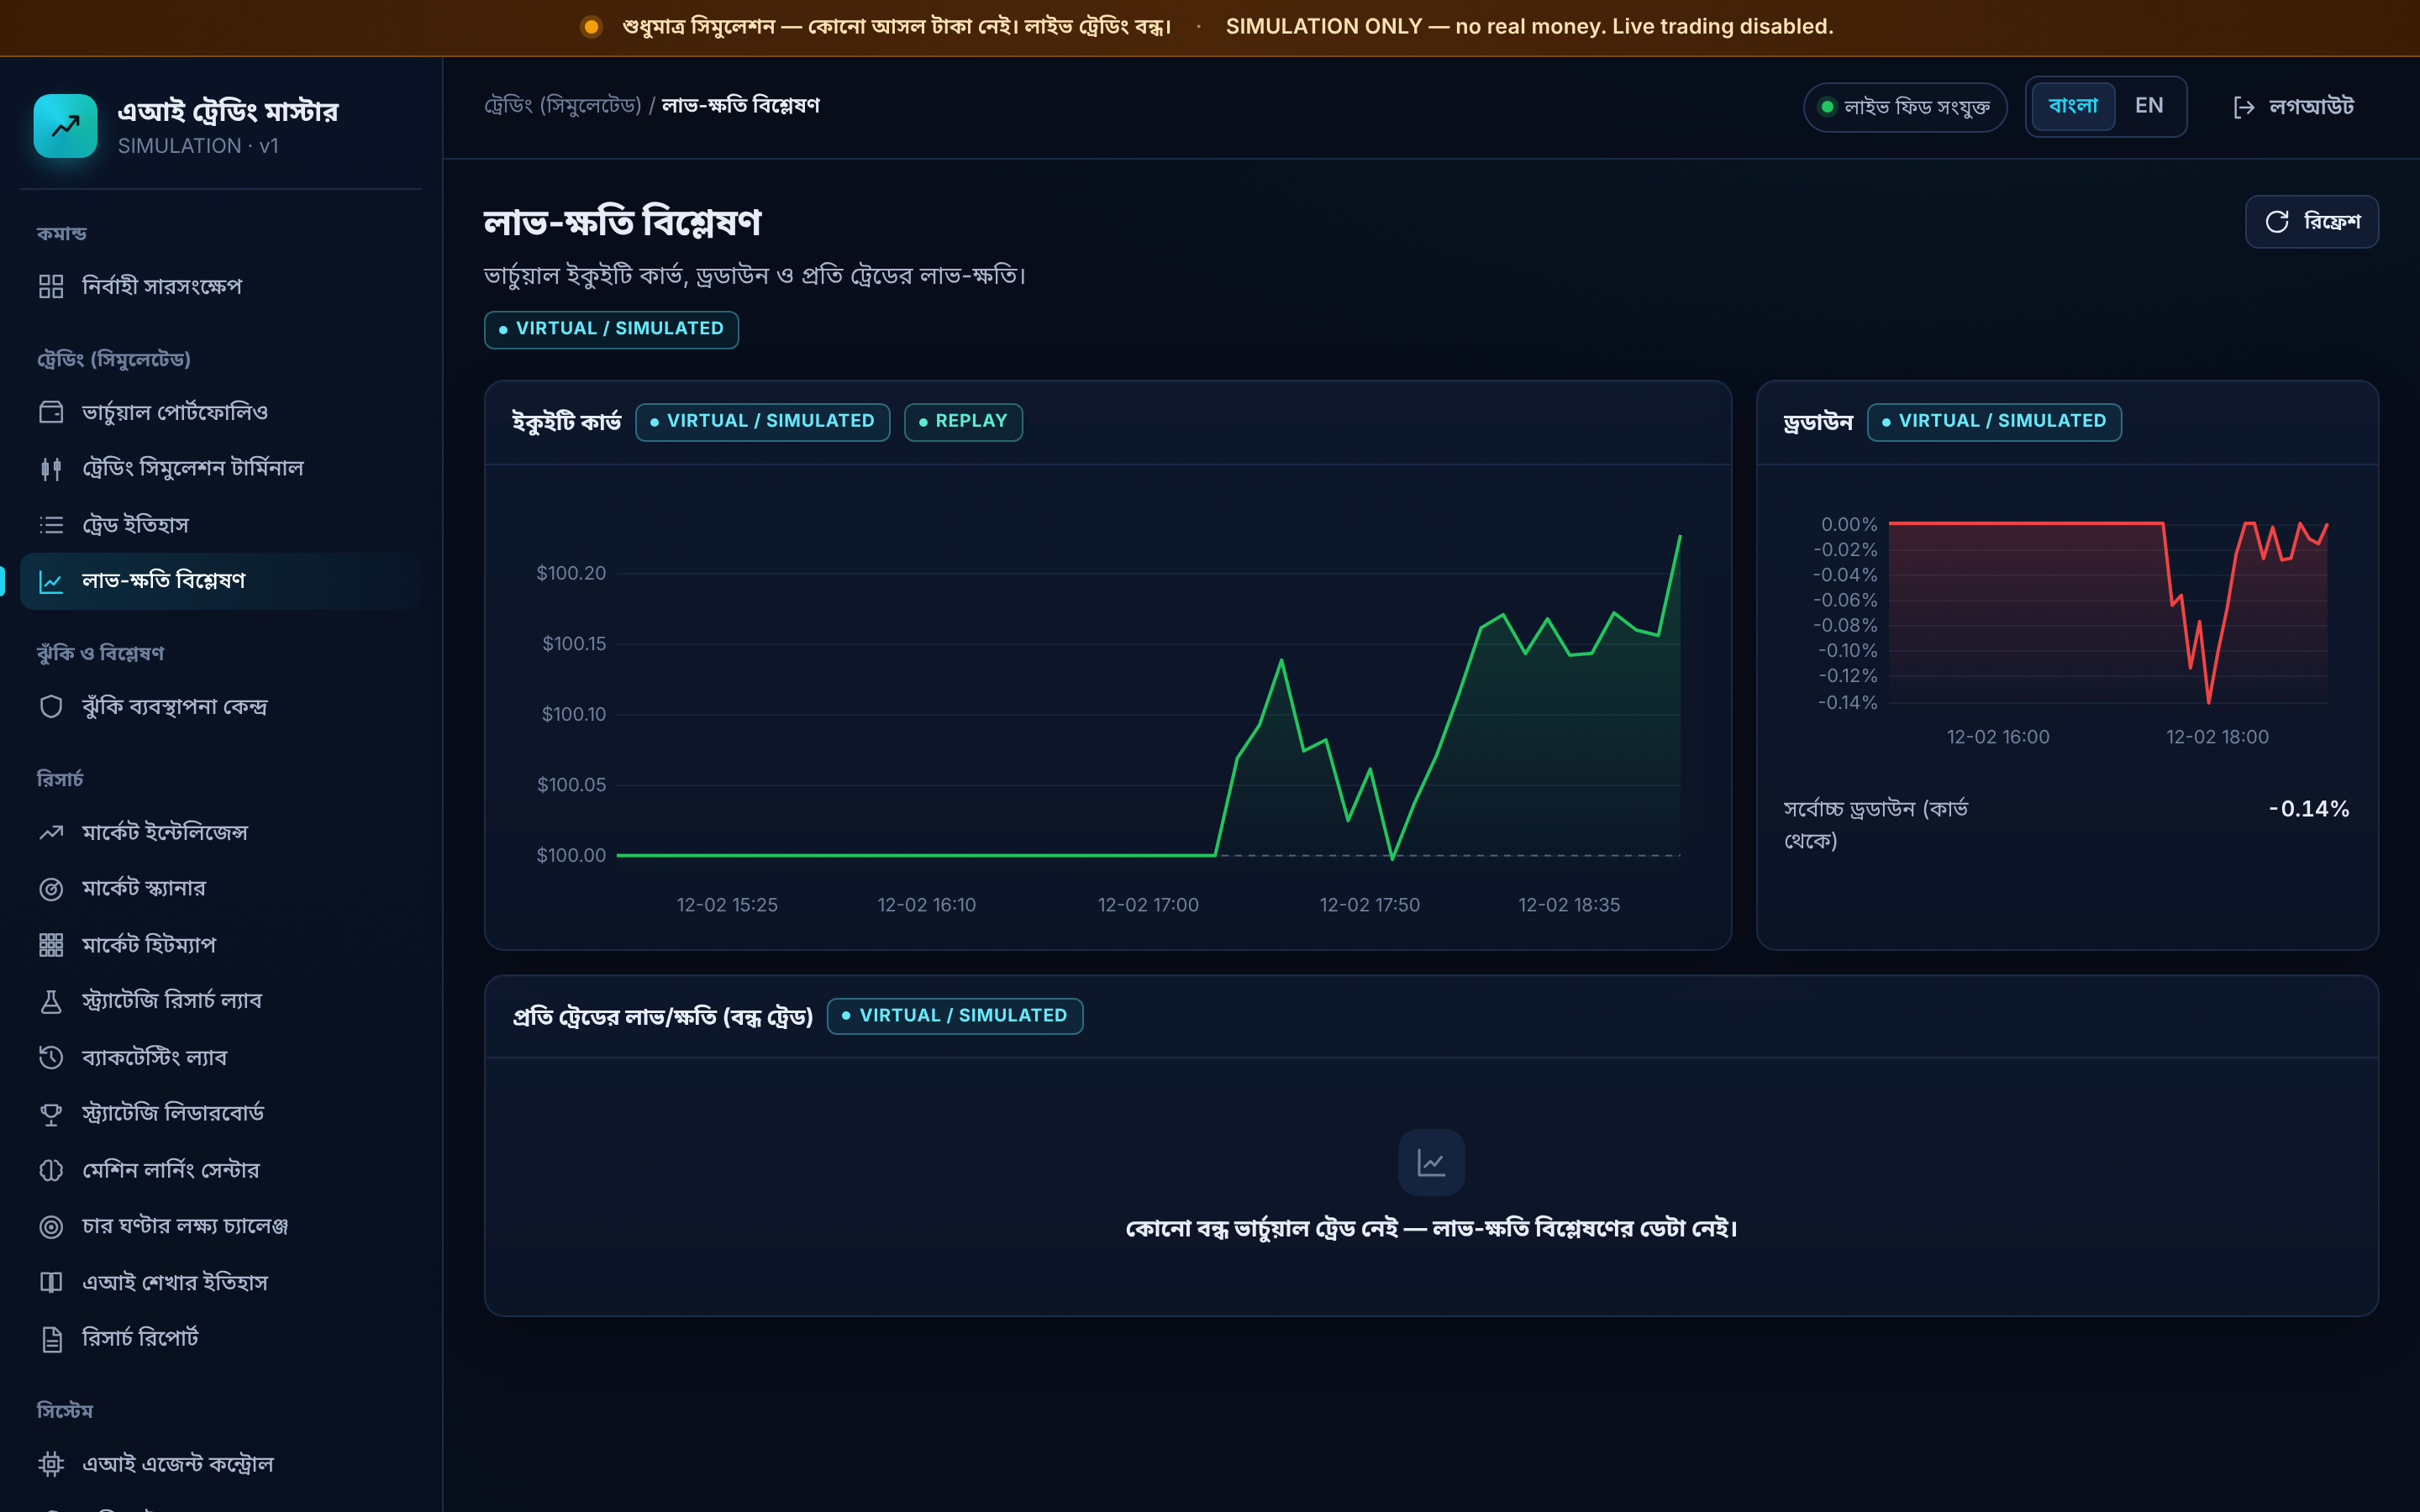 শুধুমাত্র সিমুলেশন — কোনো আসল টাকা নেই। লাইভ ট্রেডিং বন্ধ। · SIMULATION ONLY — no real money. Live trading disabled.
এআই ট্রেডিং মাস্টার
SIMULATION · v1
কমান্ড
নির্বাহী সারসংক্ষেপ
ট্রেডিং (সিমুলেটেড)
ভার্চুয়াল পোর্টফোলিও
ট্রেডিং সিমুলেশন টার্মিনাল
ট্রেড ইতিহাস
লাভ-ক্ষতি বিশ্লেষণ
ঝুঁকি ও বিশ্লেষণ
ঝুঁকি ব্যবস্থাপনা কেন্দ্র
রিসার্চ
মার্কেট ইন্টেলিজেন্স
মার্কেট স্ক্যানার
মার্কেট হিটম্যাপ
স্ট্র্যাটেজি রিসার্চ ল্যাব
ব্যাকটেস্টিং ল্যাব
স্ট্র্যাটেজি লিডারবোর্ড
মেশিন লার্নিং সেন্টার
চার ঘণ্টার লক্ষ্য চ্যালেঞ্জ
এআই শেখার ইতিহাস
রিসার্চ রিপোর্ট
সিস্টেম
এআই এজেন্ট কন্ট্রোল
ট্রেডিং (সিমুলেটেড) / লাভ-ক্ষতি বিশ্লেষণ
লাইভ ফিড সংযুক্ত
বাংলা EN
লগআউট
লাভ-ক্ষতি বিশ্লেষণ
রিফ্রেশ
ভার্চুয়াল ইকুইটি কার্ভ, ড্রডাউন ও প্রতি ট্রেডের লাভ-ক্ষতি।
VIRTUAL / SIMULATED
ইকুইটি কার্ভ VIRTUAL / SIMULATED REPLAY
$100.20
$100.15
$100.10
$100.05
$100.00
12-02 15:25 12-02 16:10 12-02 17:00 12-02 17:50 12-02 18:35
ড্রডাউন VIRTUAL / SIMULATED
0.00%
-0.02%
-0.04%
-0.06%
-0.08%
-0.10%
-0.12%
-0.14%
12-02 16:00 12-02 18:00
সর্বোচ্চ ড্রডাউন (কার্ভ -0.14%
থেকে)
প্রতি ট্রেডের লাভ/ক্ষতি (বন্ধ ট্রেড) VIRTUAL / SIMULATED
কোনো বন্ধ ভার্চুয়াল ট্রেড নেই — লাভ-ক্ষতি বিশ্লেষণের ডেটা নেই।